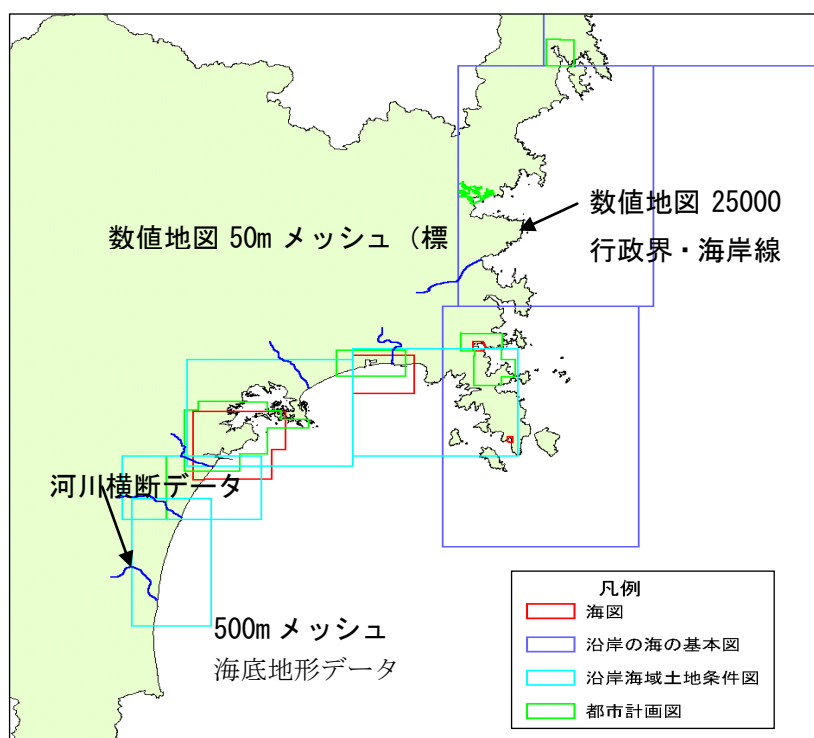 数値地図 25000
行政界・海岸線
数値地図 50m メッシュ（標
河川横断データ
500m メッシュ
海底地形データ
凡例
海図
沿岸の海の基本図
沿岸海域土地条件図
都市計画図